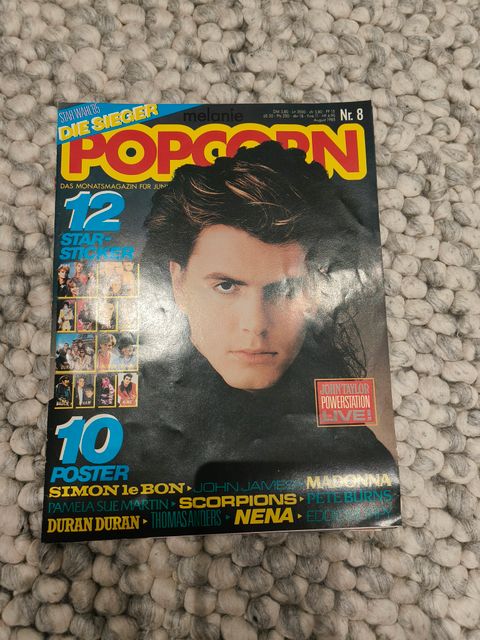 STAR WAHL 85
DIE SIEGER
melanie
Nr. 8
August 1985
POPCORN
DAS MONATSMAGAZIN FÜR
12
STAR-
STICKER
JOHN TAYLOR
POWERSTATION
LIVE!
10
POSTER
SIMON le BON ▸ JOHN JAMES ▸ MADONNA
PAMELA SUE MARTIN ▸ SCORPIONS ▸ PETE BURNS
DURAN DURAN ▸ THOMAS ANDERS ▸ NENA ▸